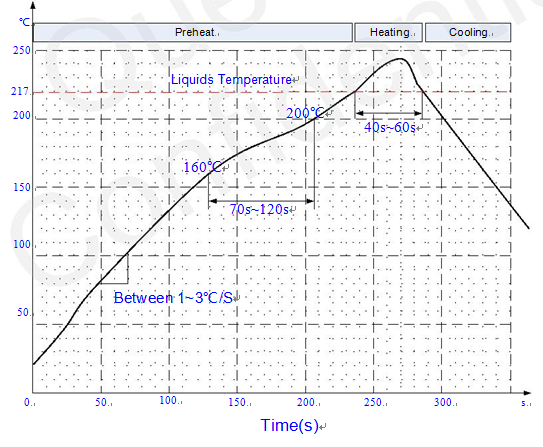 ℃
Preheat.
Heating.
Cooling.
250
217.
Liquids Temperature
200
200℃
40s~60s
160℃
150
70s~120s
100
Between 1~3℃/S
50.
0. 50. 100. 150. 200. 250. 300. s.
Time(s)